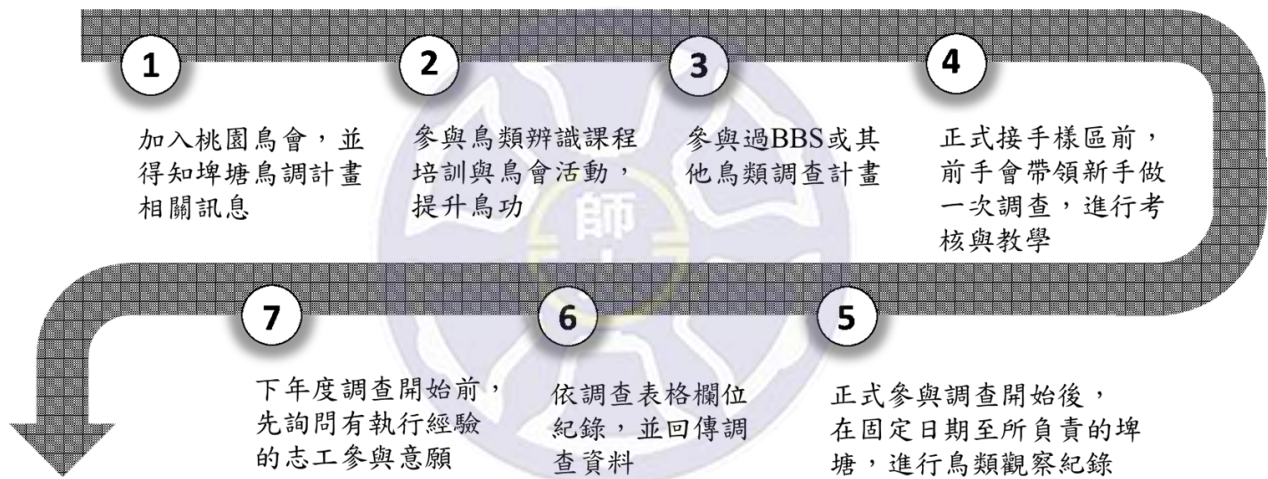 1
加入桃園鳥會，並
得知埤塘鳥調計畫
相關訊息
2
參與鳥類辨識課程
培訓與鳥會活動，
提升鳥功
3
參與過BBS或其
他鳥類調查計畫
4
正式接手樣區前，
前手會帶領新手做
一次調查，進行考
核與教學
5
正式參與調查開始後，
在固定日期至所負責的埤
塘，進行鳥類觀察紀錄
6
依調查表格欄位
紀錄，並回傳調
查資料
7
下年度調查開始前，
先詢問有執行經驗
的志工參與意願
師